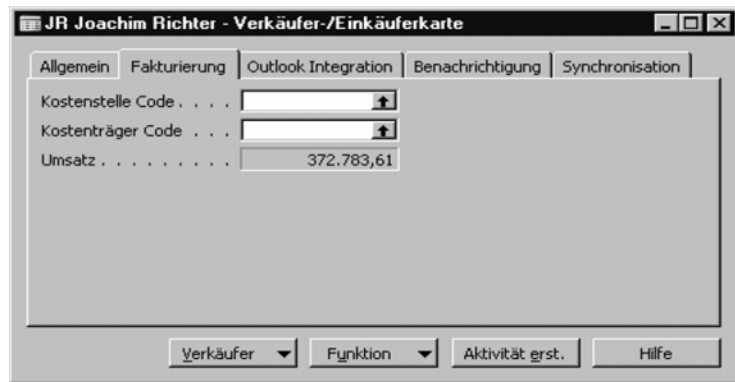 JR Joachim Richter - Verkäufer-/Einkäuferkarte
Allgemein Fakturierung Outlook Integration Benachrichtigung Synchronisation
Kostenstelle Code . . . .
Kostenträger Code . . .
Umsatz . . . . . . . . . 372.783,61
Verkäufer Funktion Aktivität erst. Hilfe